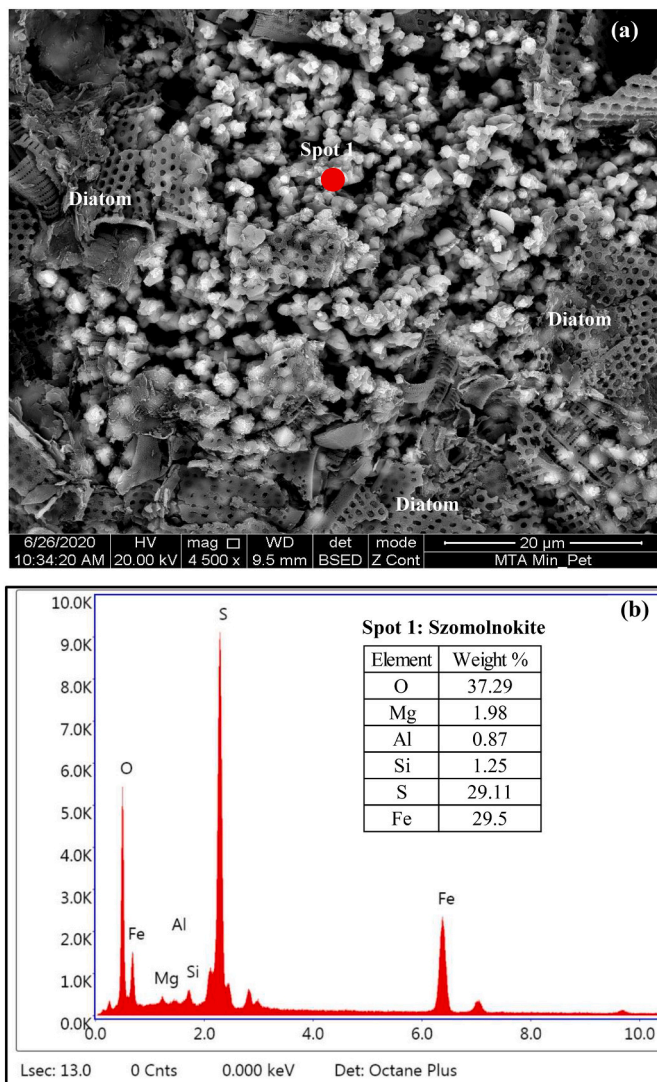 (a)
Spot 1
Diatom
Diatom
Diatom
6/26/2020 HV mag WD det mode 20 µm
10:34:20 AM 20.00 kV 4 500 x 9.5 mm BSED Z Cont MTA Min_Pet
(b)
Spot 1: Szomolnokite
Element Weight %
O 37.29
Mg 1.98
Al 0.87
Si 1.25
S 29.11
Fe 29.5
10.0K
9.0K
8.0K
7.0K
6.0K
5.0K
4.0K
3.0K
2.0K
1.0K
0.0K
S
O
Fe
Al
Mg
Si
Fe
0.0 2.0 4.0 6.0 8.0 10.0
Lsec: 13.0 0 Cnts 0.000 keV Det: Octane Plus